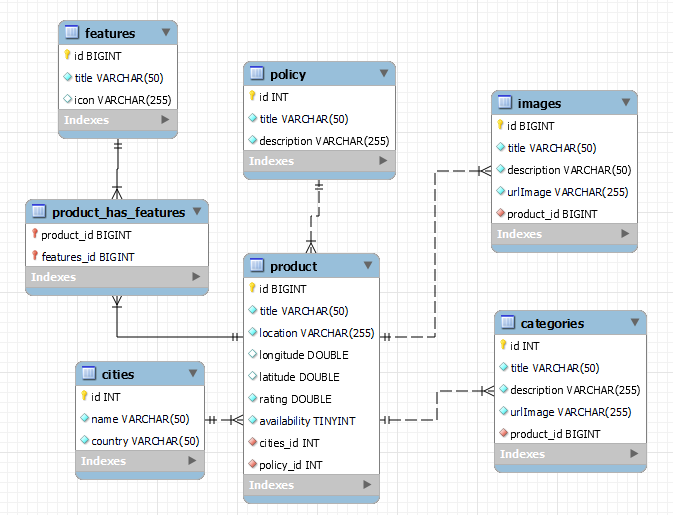 features
id BIGINT
title VARCHAR(50)
icon VARCHAR(255)
Indexes
policy
id INT
title VARCHAR(50)
description VARCHAR(255)
Indexes
images
id BIGINT
title VARCHAR(50)
description VARCHAR(50)
urlImage VARCHAR(255)
product_id BIGINT
Indexes
product_has_features
product_id BIGINT
features_id BIGINT
Indexes
product
id BIGINT
title VARCHAR(50)
location VARCHAR(255)
longitude DOUBLE
latitude DOUBLE
rating DOUBLE
availability TINYINT
cities_id INT
policy_id INT
Indexes
categories
id INT
title VARCHAR(50)
description VARCHAR(255)
urlImage VARCHAR(255)
product_id BIGINT
Indexes
cities
id INT
name VARCHAR(50)
country VARCHAR(50)
Indexes